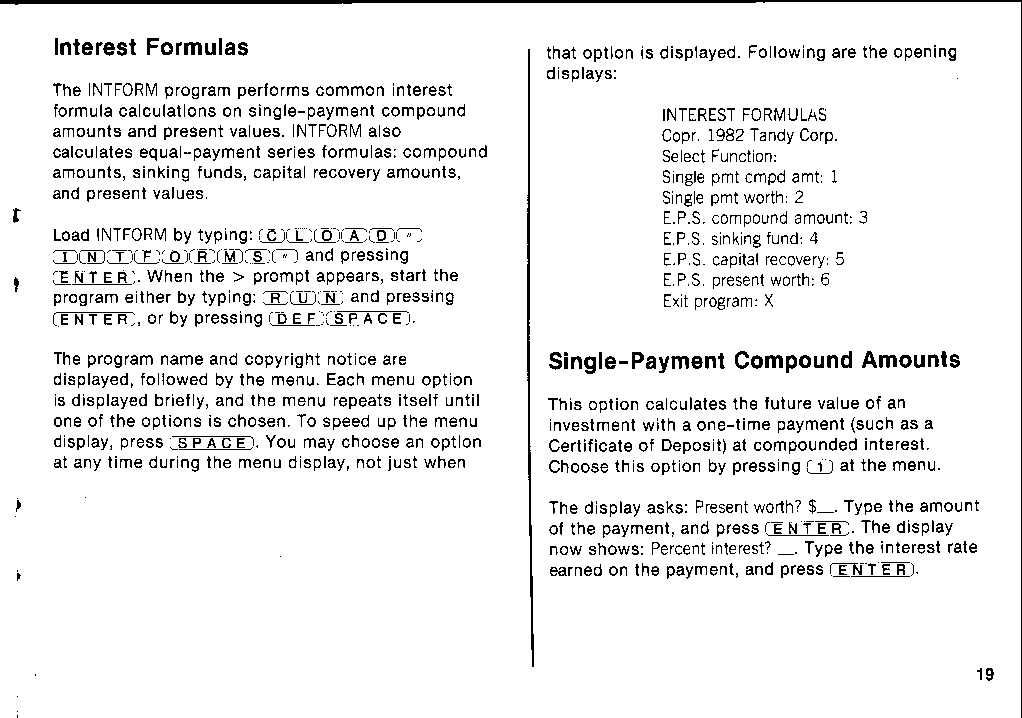 Interest Formulas
The INTFORM program performs common interest
formula calculations on single-payment compound
amounts and present values. INTFORM also
calculates equal-payment series formulas: compound
amounts, sinking funds, capital recovery amounts,
and present values.
Load INTFORM by typing: (C)(L)(O)(A)(D)(")
(I)(N)(T)(F)(O)(R)(M)(S)(") and pressing
(ENTER). When the > prompt appears, start the
program either by typing: (R)(U)(N) and pressing
(ENTER), or by pressing (DEF)(SPACE).
The program name and copyright notice are
displayed, followed by the menu. Each menu option
is displayed briefly, and the menu repeats itself until
one of the options is chosen. To speed up the menu
display, press (SPACE). You may choose an option
at any time during the menu display, not just when
that option is displayed. Following are the opening
displays:
INTEREST FORMULAS
Copr. 1982 Tandy Corp.
Select Function:
Single pmt cmpd amt: 1
Single pmt worth: 2
E.P.S. compound amount: 3
E.P.S. sinking fund: 4
E.P.S. capital recovery: 5
E.P.S. present worth: 6
Exit program: X
Single-Payment Compound Amounts
This option calculates the future value of an
investment with a one-time payment (such as a
Certificate of Deposit) at compounded interest.
Choose this option by pressing (1) at the menu.
The display asks: Present worth? $_. Type the amount
of the payment, and press (ENTER). The display
now shows: Percent interest? _. Type the interest rate
earned on the payment, and press (ENTER).
19